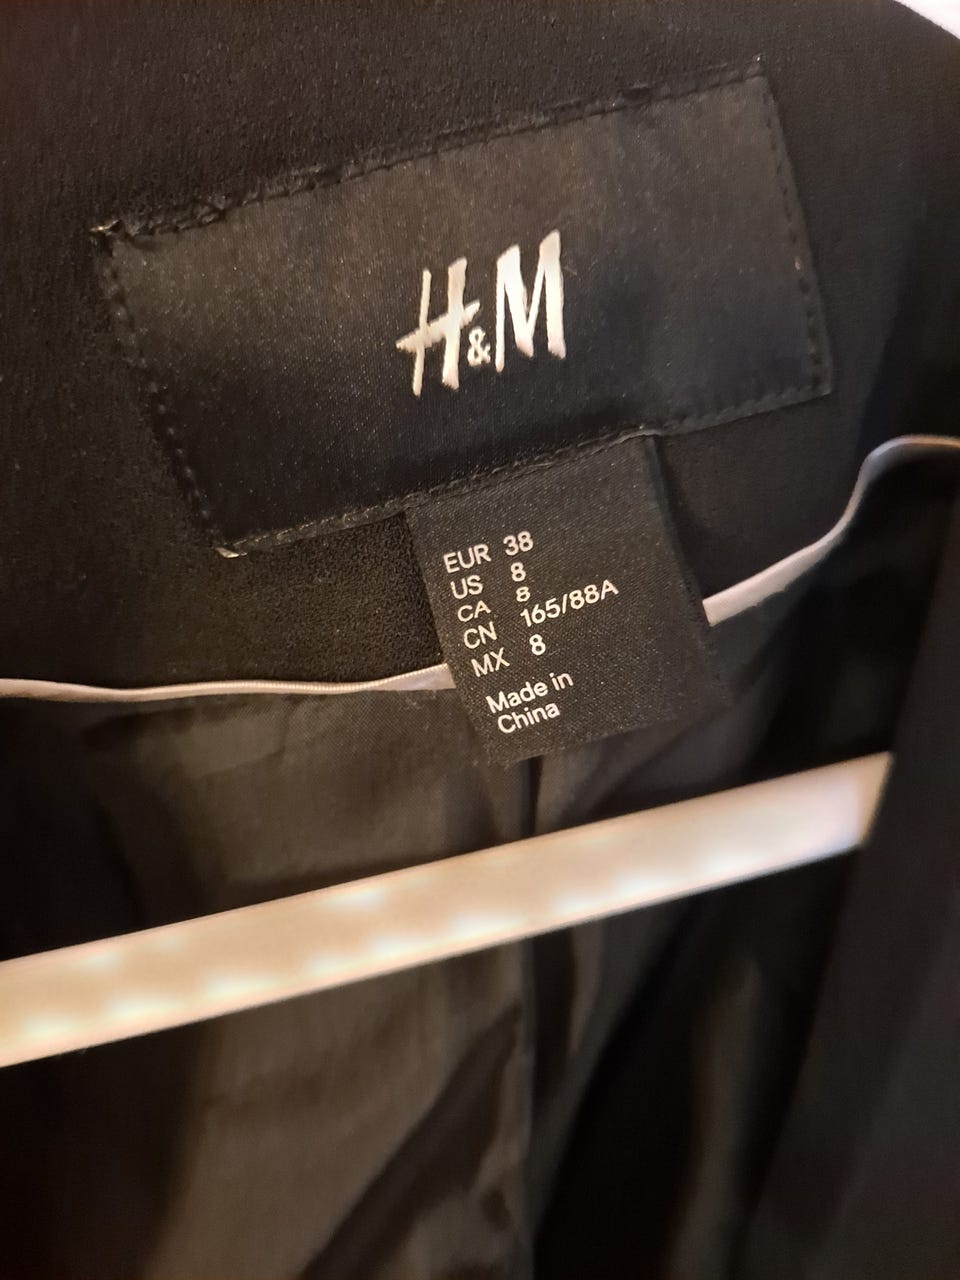 H&M
EUR 38
US 8
CA 8
CN 165/88A
MX 8
Made in
China